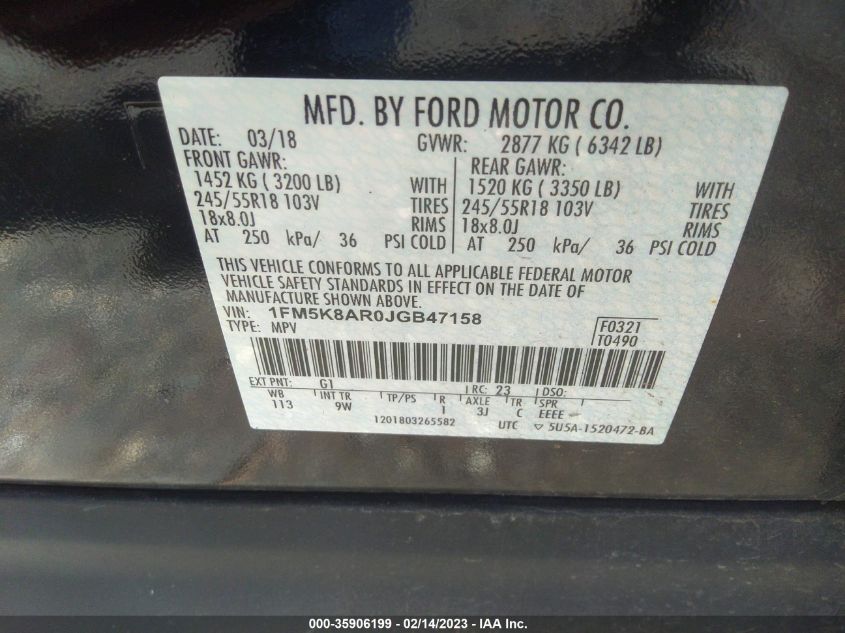 MFD. BY FORD MOTOR CO.
DATE: 03/18 GVWR: 2877 KG ( 6342 LB)
FRONT GAWR: REAR GAWR:
1452 KG ( 3200 LB) WITH 1520 KG ( 3350 LB) WITH
245/55R18 103V TIRES 245/55R18 103V TIRES
18x8.0J RIMS 18x8.0J RIMS
AT 250 kPa/ 36 PSI COLD AT 250 kPa/ 36 PSI COLD
THIS VEHICLE CONFORMS TO ALL APPLICABLE FEDERAL MOTOR
VEHICLE SAFETY STANDARDS IN EFFECT ON THE DATE OF
MANUFACTURE SHOWN ABOVE.
VIN: 1FM5K8AR0JGB47158 F0321
TYPE: MPV T0490
EXT PNT: G1 RC: 23 DSO:
WB INT TR TP/PS R AXLE TR SPR
113 9W 1 3J C EEEE
1201803265582 UTC ▽ 5U5A-1520472-BA
000-35906199 - 02/14/2023 - IAA Inc.